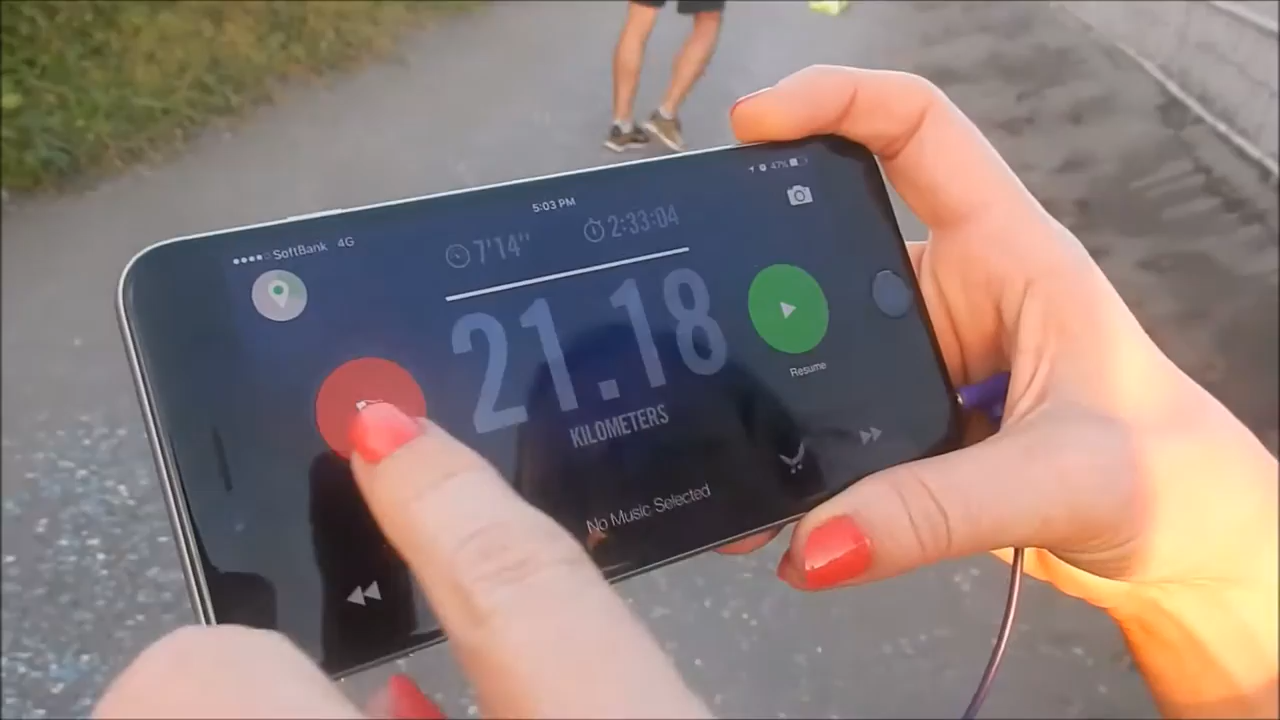 SoftBank 4G
5:03 PM
47%
7'14"
2:33:04
21.18
KILOMETERS
Resume
No Music Selected